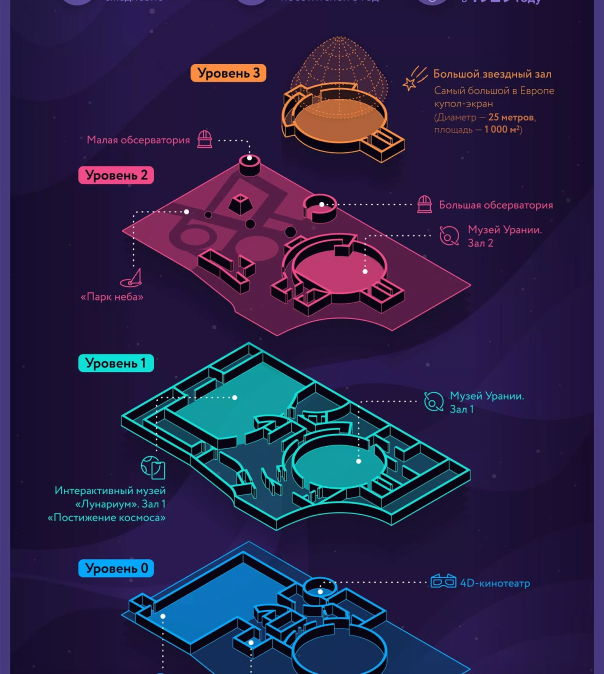 году
Уровень 3
Большой звездный зал
Самый большой в Европе
купол-экран
(Диаметр – 25 метров,
площадь – 1 000 м²)
Малая обсерватория
Уровень 2
Большая обсерватория
Музей Урании.
Зал 2
«Парк неба»
Уровень 1
Музей Урании.
Зал 1
Интерактивный музей
«Лунариум». Зал 1
«Постижение космоса»
Уровень 0
4D-кинотеатр